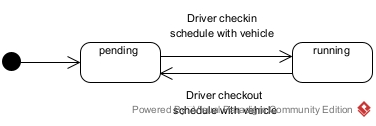 Driver checkin
schedule with vehicle
pending
running
Driver checkout
schedule with vehicle
Powered By Visual Paradigm Community Edition